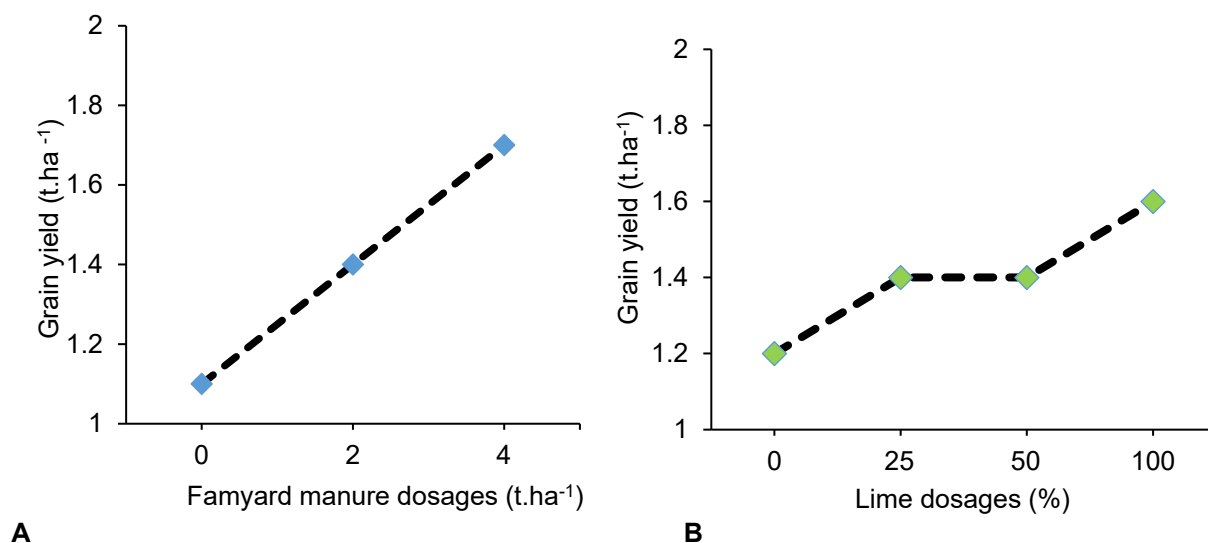 2
1.8
1.6
1.4
1.2
1
Grain yield (t.ha -1)
0 2 4
Famyard manure dosages (t.ha-1)
A
2
1.8
1.6
1.4
1.2
1
Grain yield (t.ha-1)
0 25 50 100
Lime dosages (%)
B